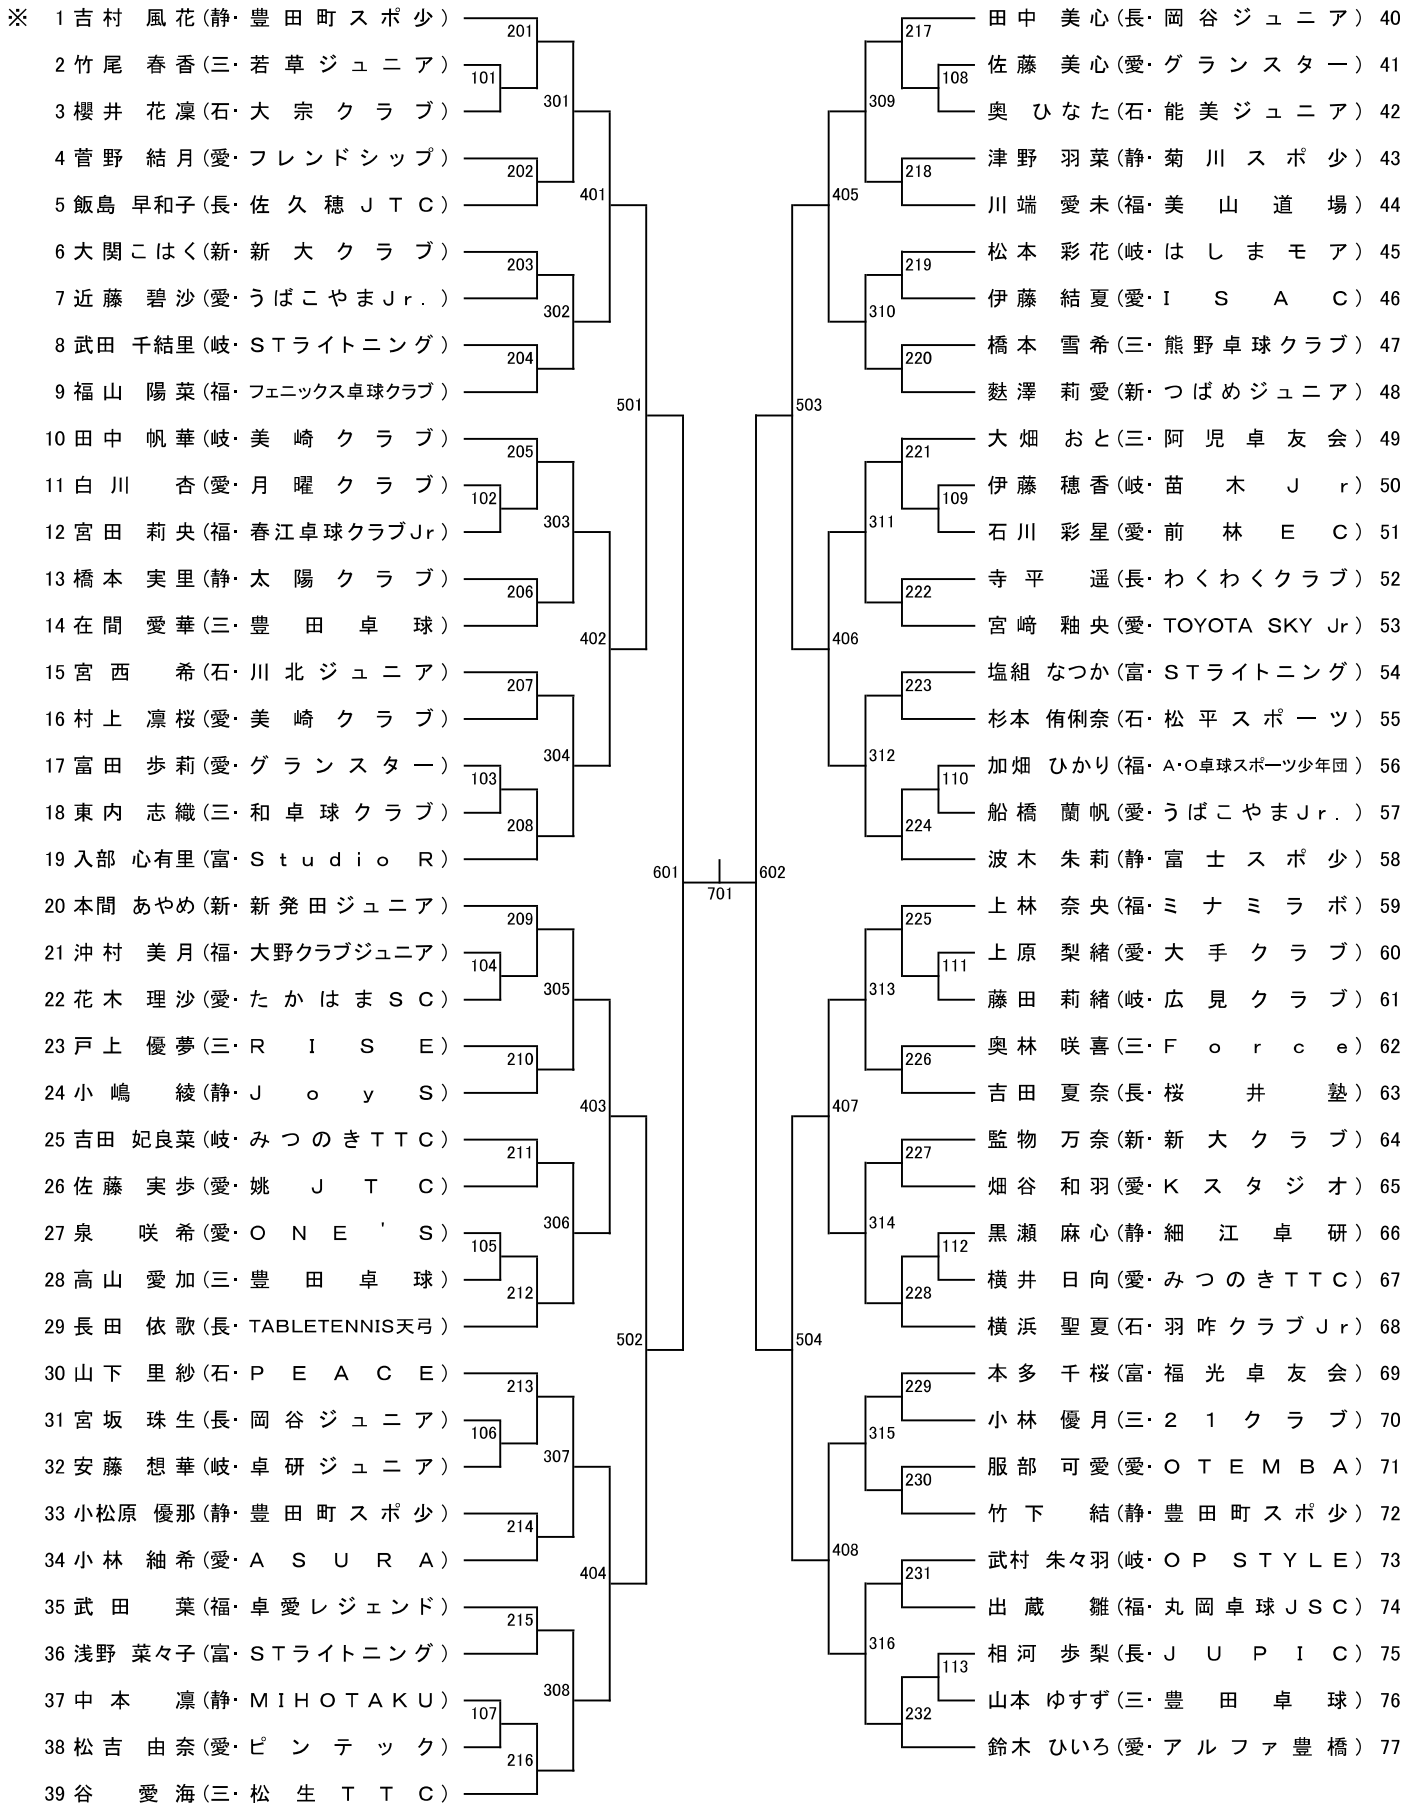 ※ 1 吉村 風花 (静・豊田町スポ少)
2 竹尾 春香 (三・若草ジュニア)
3 櫻井 花凜 (石・大宗クラブ)
4 菅野 結月 (愛・フレンドシップ)
5 飯島 早和子 (長・佐久穂JTC)
6 大関こはく (新・新大クラブ)
7 近藤 碧沙 (愛・うばこやまJr.)
8 武田 千結里 (岐・STライトニング)
9 福山 陽菜 (福・フェニックス卓球クラブ)
10 田中 帆華 (岐・美崎クラブ)
11 白川 杏 (愛・月曜クラブ)
12 宮田 莉央 (福・春江卓球クラブJr)
13 橋本 実里 (静・太陽クラブ)
14 在間 愛華 (三・豊田卓球)
15 宮西 希 (石・川北ジュニア)
16 村上 凛桜 (愛・美崎クラブ)
17 富田 歩莉 (愛・グランスター)
18 東内 志織 (三・和卓球クラブ)
19 入部 心有里 (富・Studio R)
20 本間 あやめ (新・新発田ジュニア)
21 沖村 美月 (福・大野クラブジュニア)
22 花木 理沙 (愛・たかはまSC)
23 戸上 優夢 (三・RISE)
24 小嶋 綾 (静・JoyS)
25 吉田 妃良菜 (岐・みつのきTTC)
26 佐藤 実歩 (愛・姚JTC)
27 泉 咲希 (愛・ONE'S)
28 高山 愛加 (三・豊田卓球)
29 長田 依歌 (長・TABLETENNIS天弓)
30 山下 里紗 (石・PEACE)
31 宮坂 珠生 (長・岡谷ジュニア)
32 安藤 想華 (岐・卓研ジュニア)
33 小松原 優那 (静・豊田町スポ少)
34 小林 紬希 (愛・ASURA)
35 武田 葉 (福・卓愛レジェンド)
36 浅野 菜々子 (富・STライトニング)
37 中本 凛 (静・MIHOTAKU)
38 松吉 由奈 (愛・ピンテック)
39 谷 愛海 (三・松生TTC)
101
102
103
104
105
106
107
201
202
203
204
205
206
207
208
209
210
211
212
213
214
215
216
301
302
303
304
305
306
307
308
401
402
403
404
501
502
601
701
602
503
504
405
406
407
408
309
310
311
312
313
314
315
316
217
218
219
220
221
222
223
224
225
226
227
228
229
230
231
232
108
109
110
111
112
113
田中 美心 (長・岡谷ジュニア) 40
佐藤 美心 (愛・グランスター) 41
奥 ひなた (石・能美ジュニア) 42
津野 羽菜 (静・菊川スポ少) 43
川端 愛未 (福・美山道場) 44
松本 彩花 (岐・はしまモア) 45
伊藤 結夏 (愛・ISAC) 46
橋本 雪希 (三・熊野卓球クラブ) 47
麩澤 莉愛 (新・つばめジュニア) 48
大畑 おと (三・阿児卓友会) 49
伊藤 穂香 (岐・苗木Jr) 50
石川 彩星 (愛・前林EC) 51
寺平 遥 (長・わくわくクラブ) 52
宮﨑 釉央 (愛・TOYOTA SKY Jr) 53
塩組 なつか (富・STライトニング) 54
杉本 侑俐奈 (石・松平スポーツ) 55
加畑 ひかり (福・A・O卓球スポーツ少年団) 56
船橋 蘭帆 (愛・うばこやまJr.) 57
波木 朱莉 (静・富士スポ少) 58
上林 奈央 (福・ミナミラボ) 59
上原 梨緒 (愛・大手クラブ) 60
藤田 莉緒 (岐・広見クラブ) 61
奥林 咲喜 (三・Force) 62
吉田 夏奈 (長・桜井塾) 63
監物 万奈 (新・新大クラブ) 64
畑谷 和羽 (愛・Kスタジオ) 65
黒瀬 麻心 (静・細江卓研) 66
横井 日向 (愛・みつのきTTC) 67
横浜 聖夏 (石・羽咋クラブJr) 68
本多 千桜 (富・福光卓友会) 69
小林 優月 (三・21クラブ) 70
服部 可愛 (愛・OTEMBA) 71
竹下 結 (静・豊田町スポ少) 72
武村 朱々羽 (岐・OP STYLE) 73
出蔵 雛 (福・丸岡卓球JSC) 74
相河 歩梨 (長・JUPIC) 75
山本 ゆすず (三・豊田卓球) 76
鈴木 ひいろ (愛・アルファ豊橋) 77